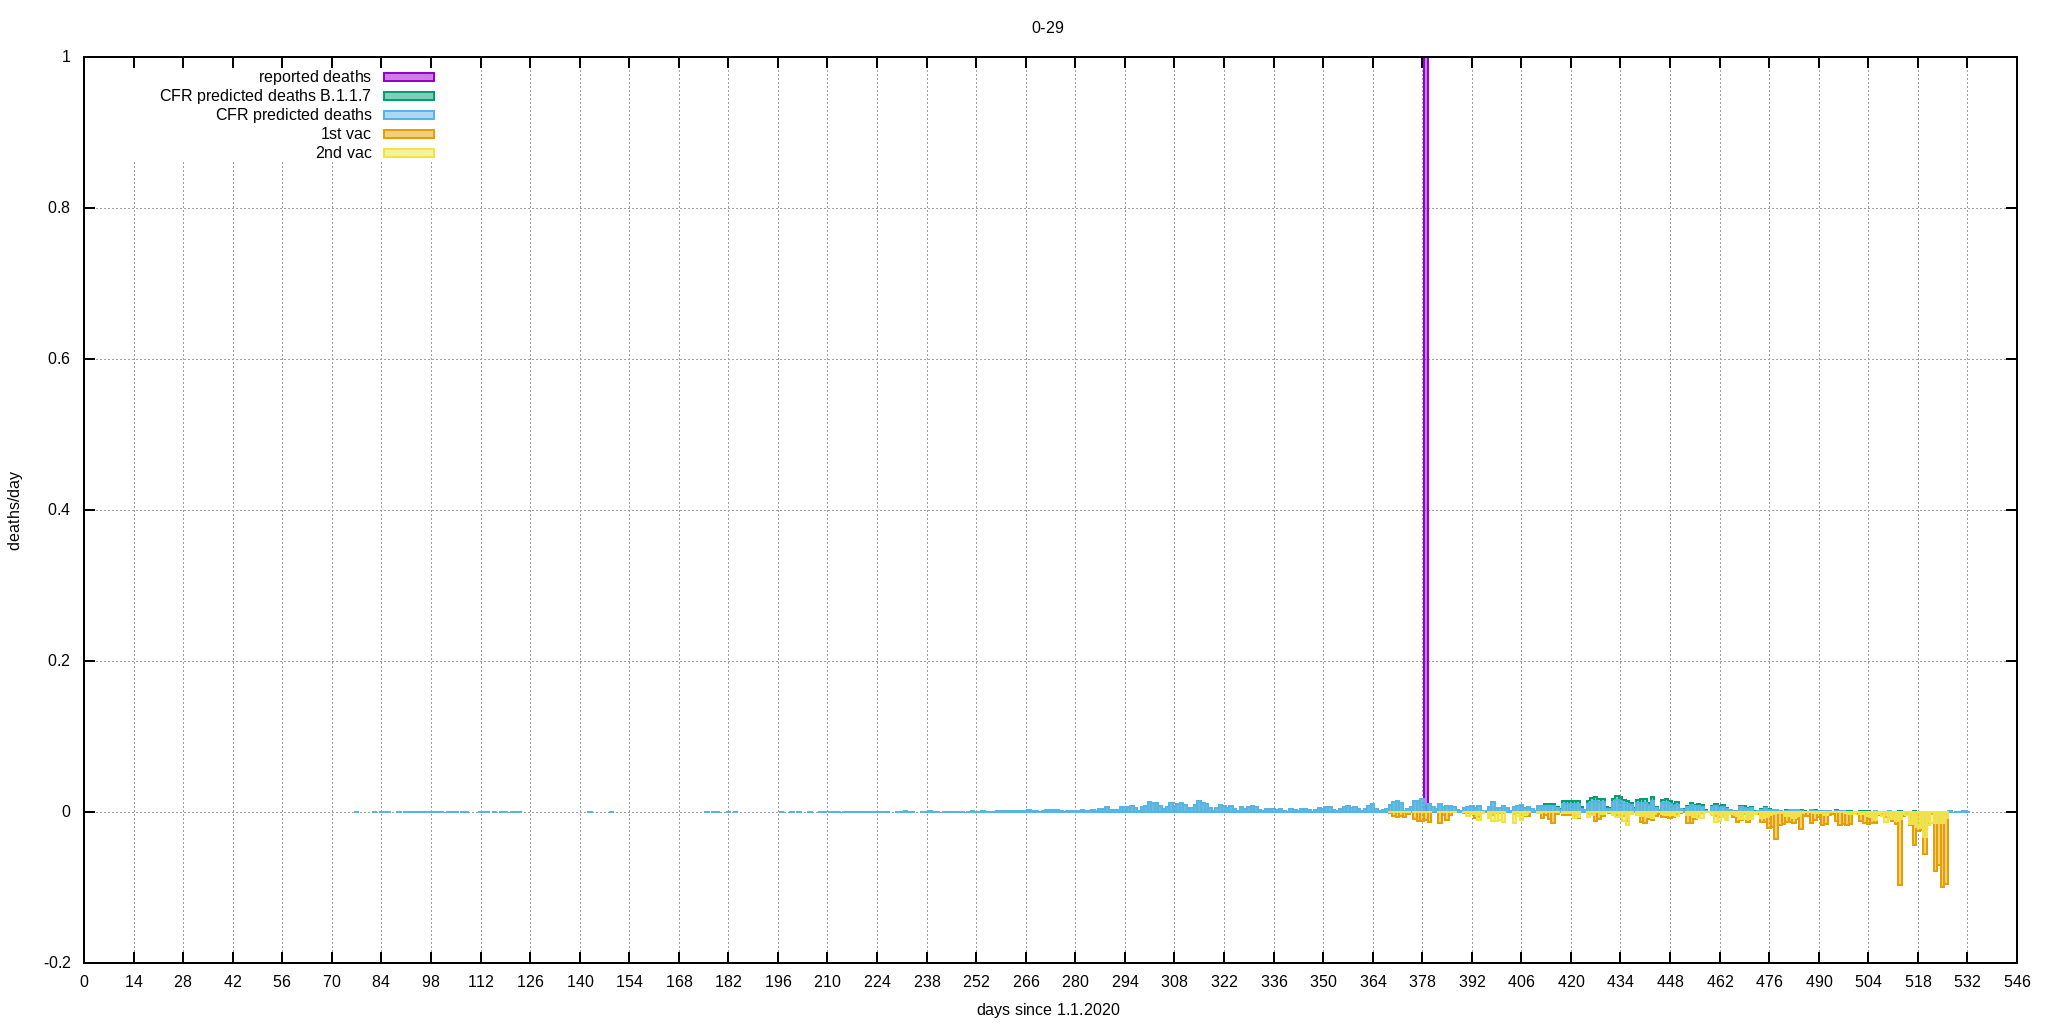 0-29
1
reported deaths
CFR predicted deaths B.1.1.7
CFR predicted deaths
1st vac
2nd vac
0.8
0.6
0.4
0.2
0
-0.2
deaths/day
0 14 28 42 56 70 84 98 112 126 140 154 168 182 196 210 224 238 252 266 280 294 308 322 336 350 364 378 392 406 420 434 448 462 476 490 504 518 532 546
days since 1.1.2020